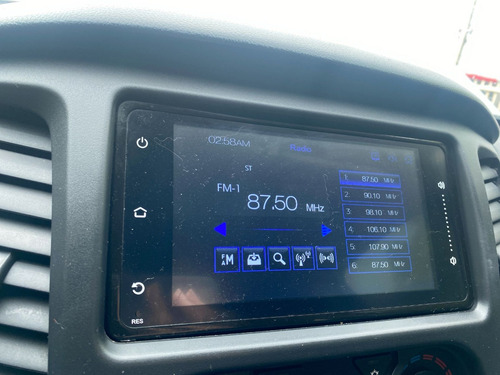 02:58AM Radio
ST
FM-1 87.50 MHz
1. 87.50 MHz
2. 90.10 MHz
3. 98.10 MHz
4: 106.10 MHz
5: 107.90 MHz
6: 87.50 MHz
RES